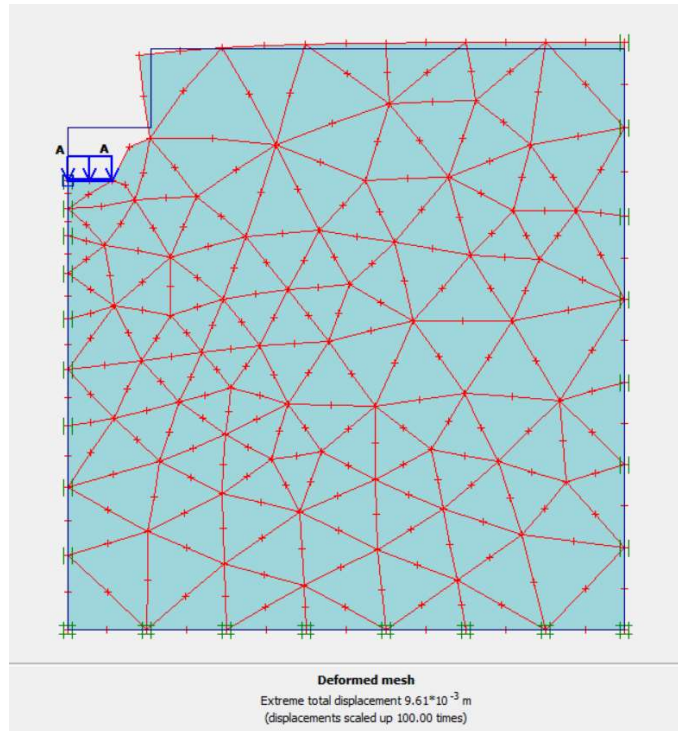 A A
Deformed mesh
Extreme total displacement 9.61*10 -3 m
(displacements scaled up 100.00 times)